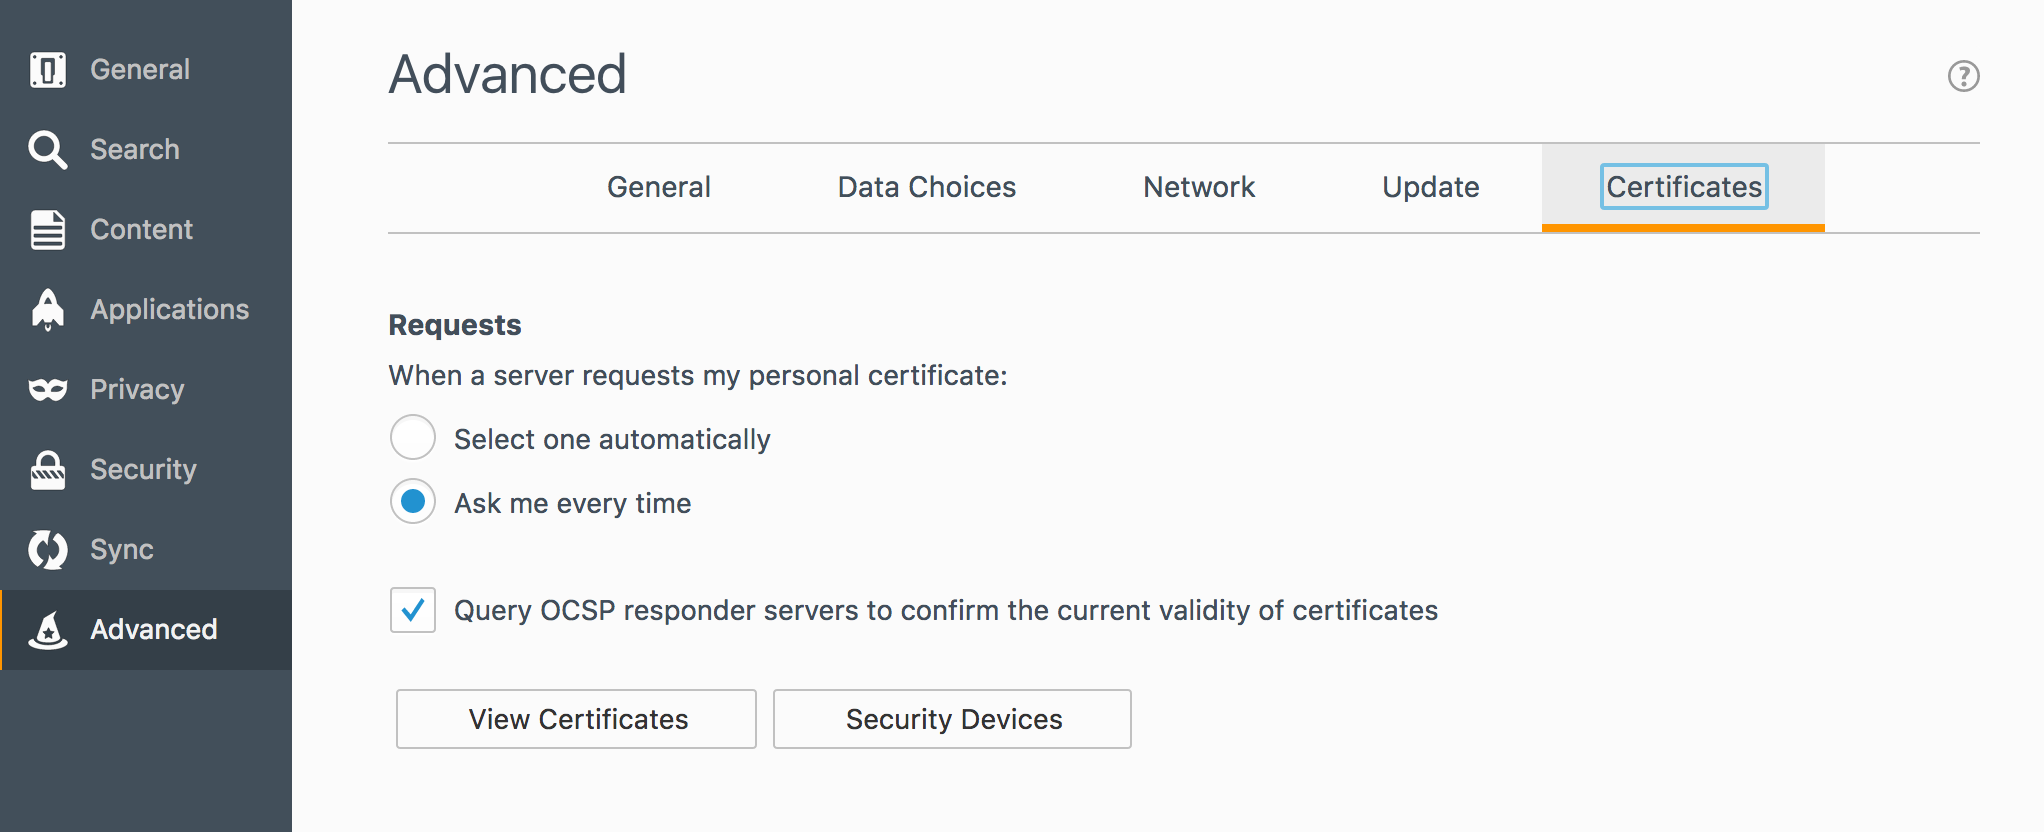 General
Search
Content
Applications
Privacy
Security
Sync
Advanced
Advanced
?
General Data Choices Network Update Certificates
Requests
When a server requests my personal certificate:
Select one automatically
Ask me every time
Query OCSP responder servers to confirm the current validity of certificates
View Certificates Security Devices